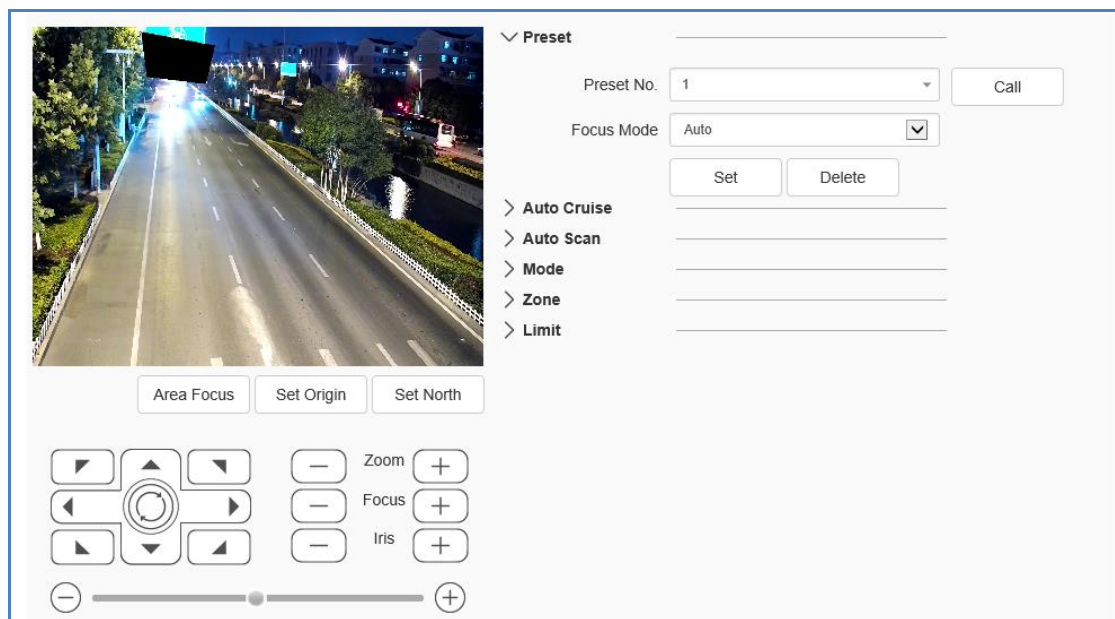 Preset
Preset No. 1 Call
Focus Mode Auto
Set Delete
Auto Cruise
Auto Scan
Mode
Zone
Limit
Area Focus Set Origin Set North
Zoom
Focus
Iris